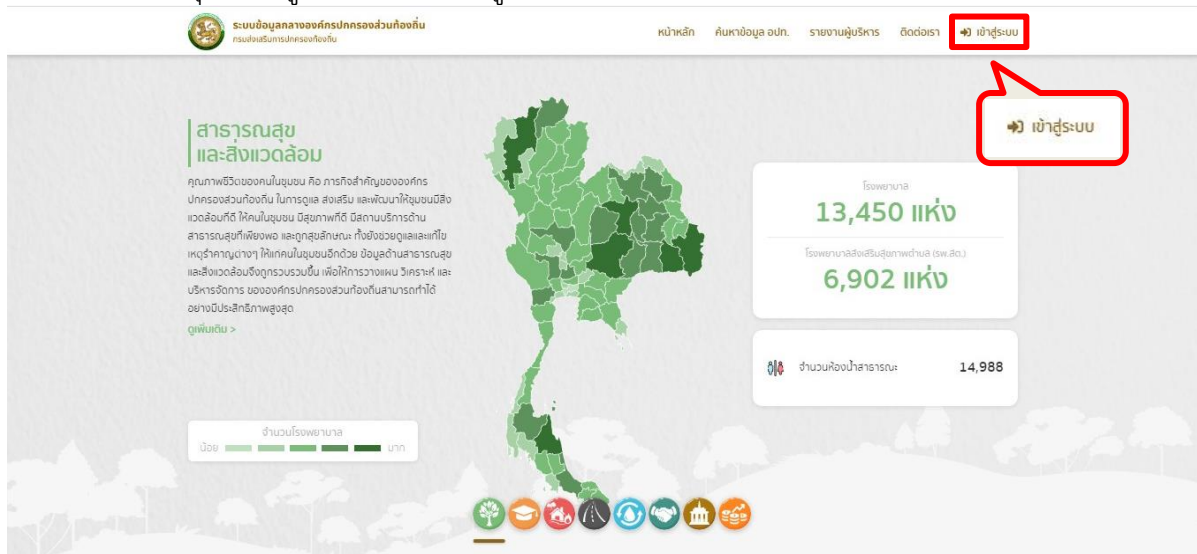 ระบบข้อมูลกลางองค์กรปกครองส่วนท้องถิ่น
กรมส่งเสริมการปกครองท้องถิ่น
หน้าหลัก ค้นหาข้อมูล อปท. รายงานผู้บริหาร ติดต่อเรา เข้าสู่ระบบ
เข้าสู่ระบบ
สาธารณสุข
และสิ่งแวดล้อม
คุณภาพชีวิตของคนในชุมชน คือ ภารกิจสำคัญขององค์กร
ปกครองส่วนท้องถิ่น ในการดูแล ส่งเสริม และพัฒนาให้ชุมชนมีสิ่ง
แวดล้อมที่ดี ให้คนในชุมชน มีสุขภาพที่ดี มีสถานบริการด้าน
สาธารณสุขที่เพียงพอ และถูกสุขลักษณะ ทั้งยังช่วยดูแลและแก้ไข
เหตุรำคาญต่างๆ ให้แก่คนในชุมชนอีกด้วย ข้อมูลด้านสาธารณสุข
และสิ่งแวดล้อมจึงถูกรวบรวมขึ้น เพื่อให้การวางแผน วิเคราะห์ และ
บริหารจัดการ ขององค์กรปกครองส่วนท้องถิ่นสามารถทำได้
อย่างมีประสิทธิภาพสูงสุด
ดูเพิ่มเติม >
โรงพยาบาล
13,450 แห่ง
โรงพยาบาลส่งเสริมสุขภาพตำบล (รพ.สต.)
6,902 แห่ง
จำนวนห้องน้ำสาธารณะ 14,988
จำนวนโรงพยาบาล
น้อย มาก